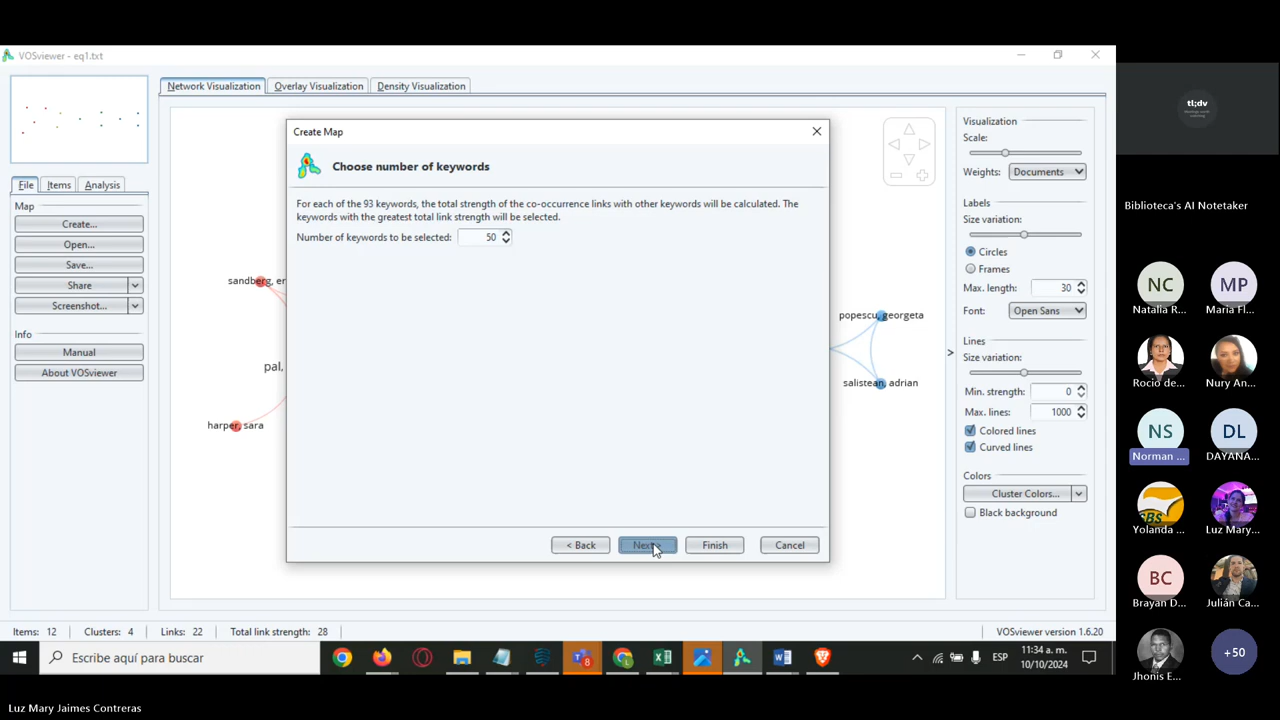 VOSviewer - eq1.txt
Network Visualization
Overlay Visualization
Density Visualization
File
Items
Analysis
Map
Create...
Open...
Save...
Share
Screenshot...
Info
Manual
About VOSviewer
Create Map
Choose number of keywords
For each of the 93 keywords, the total strength of the co-occurrence links with other keywords will be calculated. The
keywords with the greatest total link strength will be selected.
Number of keywords to be selected: 50
< Back
Finish
Cancel
sandberg, er
pal,
harper, sara
popescu, georgeta
salistean, adrian
Visualization
Scale:
Weights: Documents
Labels
Size variation:
Circles
Frames
Max. length: 30
Font: Open Sans
Lines
Size variation:
Min. strength: 0
Max. lines: 1000
Colored lines
Curved lines
Colors
Cluster Colors...
Black background
>
Items: 12
Clusters: 4
Links: 22
Total link strength: 28
VOSviewer version 1.6.20
Escribe aquí para buscar
8
ESP
11:34 a. m.
10/10/2024
tl;dv
Biblioteca's AI Notetaker
NC
Natalia R...
MP
Maria Fl...
Rocio de...
Nury An...
NS
Norman ...
DL
DAYANA...
SBS
Yolanda ...
Luz Mary...
BC
Brayan D...
Julián Ca...
Jhonis E...
+50
Luz Mary Jaimes Contreras